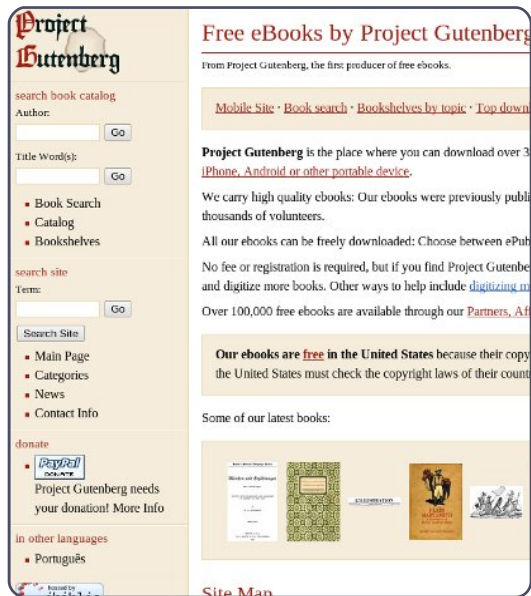 Project
Gutenberg
search book catalog
Author:
Go
Title Word(s):
Go
Book Search
Catalog
Bookshelves
search site
Term:
Go
Search Site
Main Page
Categories
News
Contact Info
donate
PayPal
DONATE
Project Gutenberg needs
your donation! More Info
in other languages
Português
hosted by
Free eBooks by Project Gutenberg
From Project Gutenberg, the first producer of free ebooks.
Mobile Site · Book search · Bookshelves by topic · Top down
Project Gutenberg is the place where you can download over 3
iPhone, Android or other portable device.
We carry high quality ebooks: Our ebooks were previously publi
thousands of volunteers.
All our ebooks can be freely downloaded: Choose between ePub
No fee or registration is required, but if you find Project Gutenbe
and digitize more books. Other ways to help include digitizing m
Over 100,000 free ebooks are available through our Partners, Aff
Our ebooks are free in the United States because their copy
the United States must check the copyright laws of their count
Some of our latest books:
L'ILLUSTRATION
Site Map